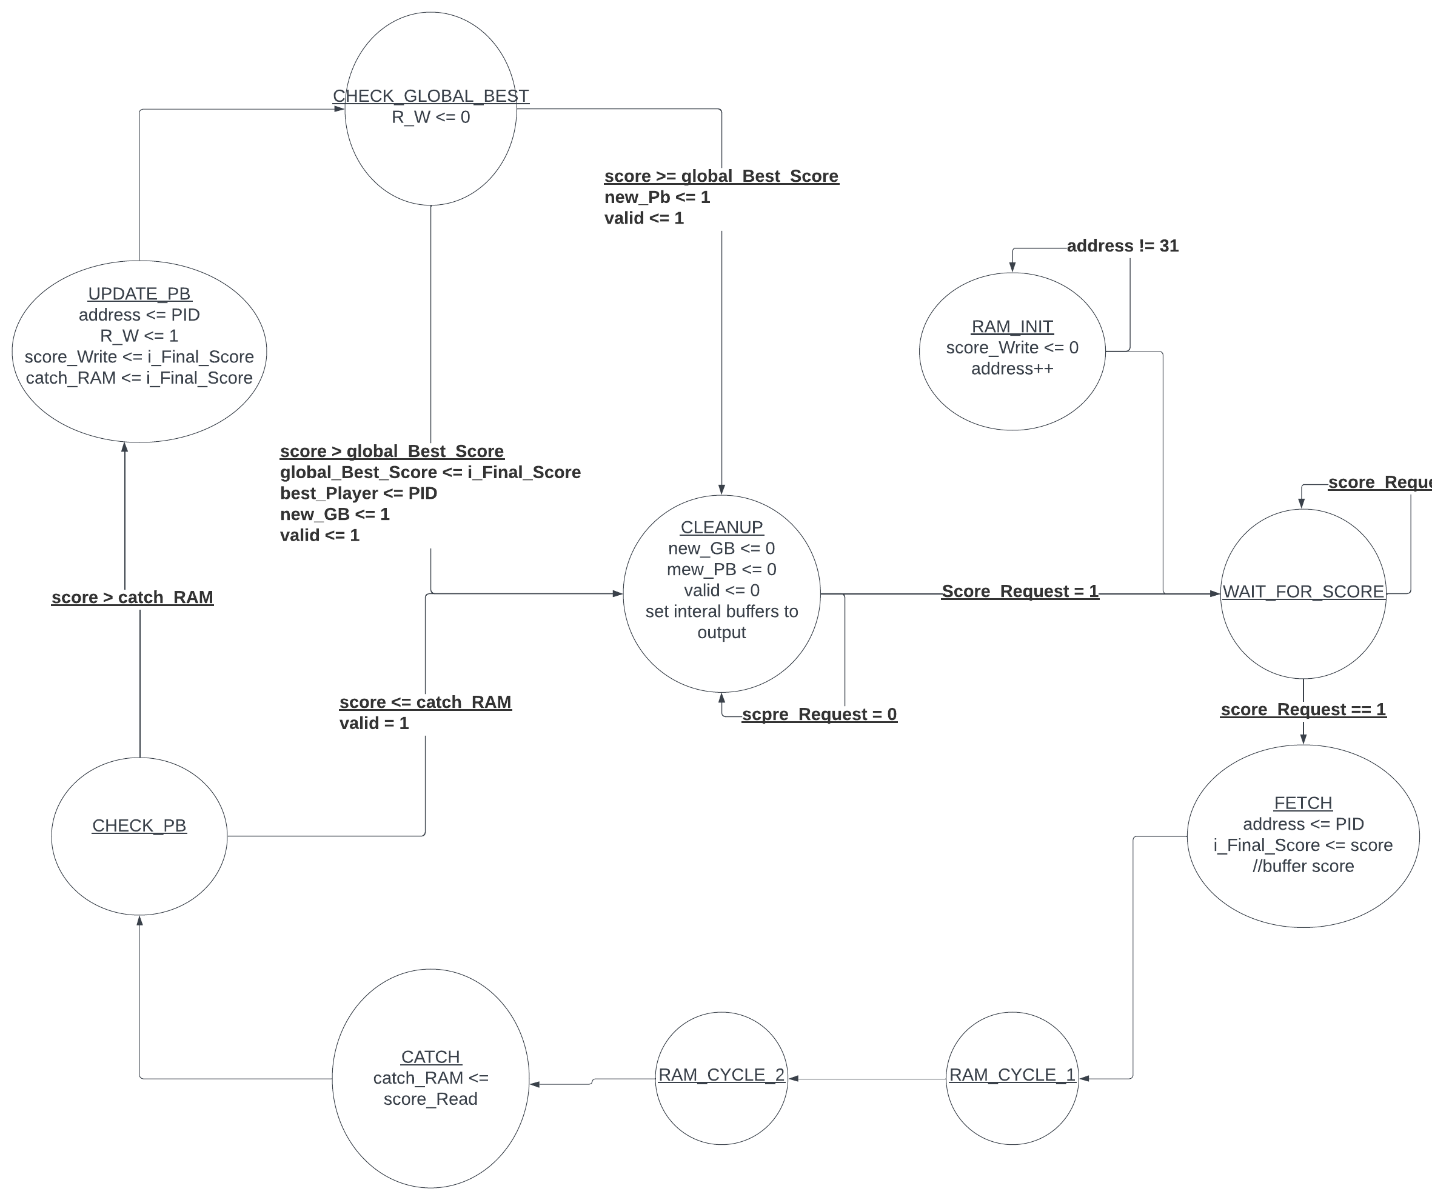 CHECK_GLOBAL_BEST
R_W <= 0
score >= global_Best_Score
new_Pb <= 1
valid <= 1
address != 31
UPDATE_PB
address <= PID
R_W <= 1
score_Write <= i_Final_Score
catch_RAM <= i_Final_Score
RAM_INIT
score_Write <= 0
address++
score > global_Best_Score
global_Best_Score <= i_Final_Score
best_Player <= PID
new_GB <= 1
valid <= 1
CLEANUP
new_GB <= 0
mew_PB <= 0
valid <= 0
set interal buffers to
output
score > catch_RAM
Score_Request = 1
WAIT_FOR_SCORE
score <= catch_RAM
valid = 1
scpre_Request = 0
score_Request == 1
CHECK_PB
FETCH
address <= PID
i_Final_Score <= score
//buffer score
CATCH
catch_RAM <=
score_Read
RAM_CYCLE_2
RAM_CYCLE_1